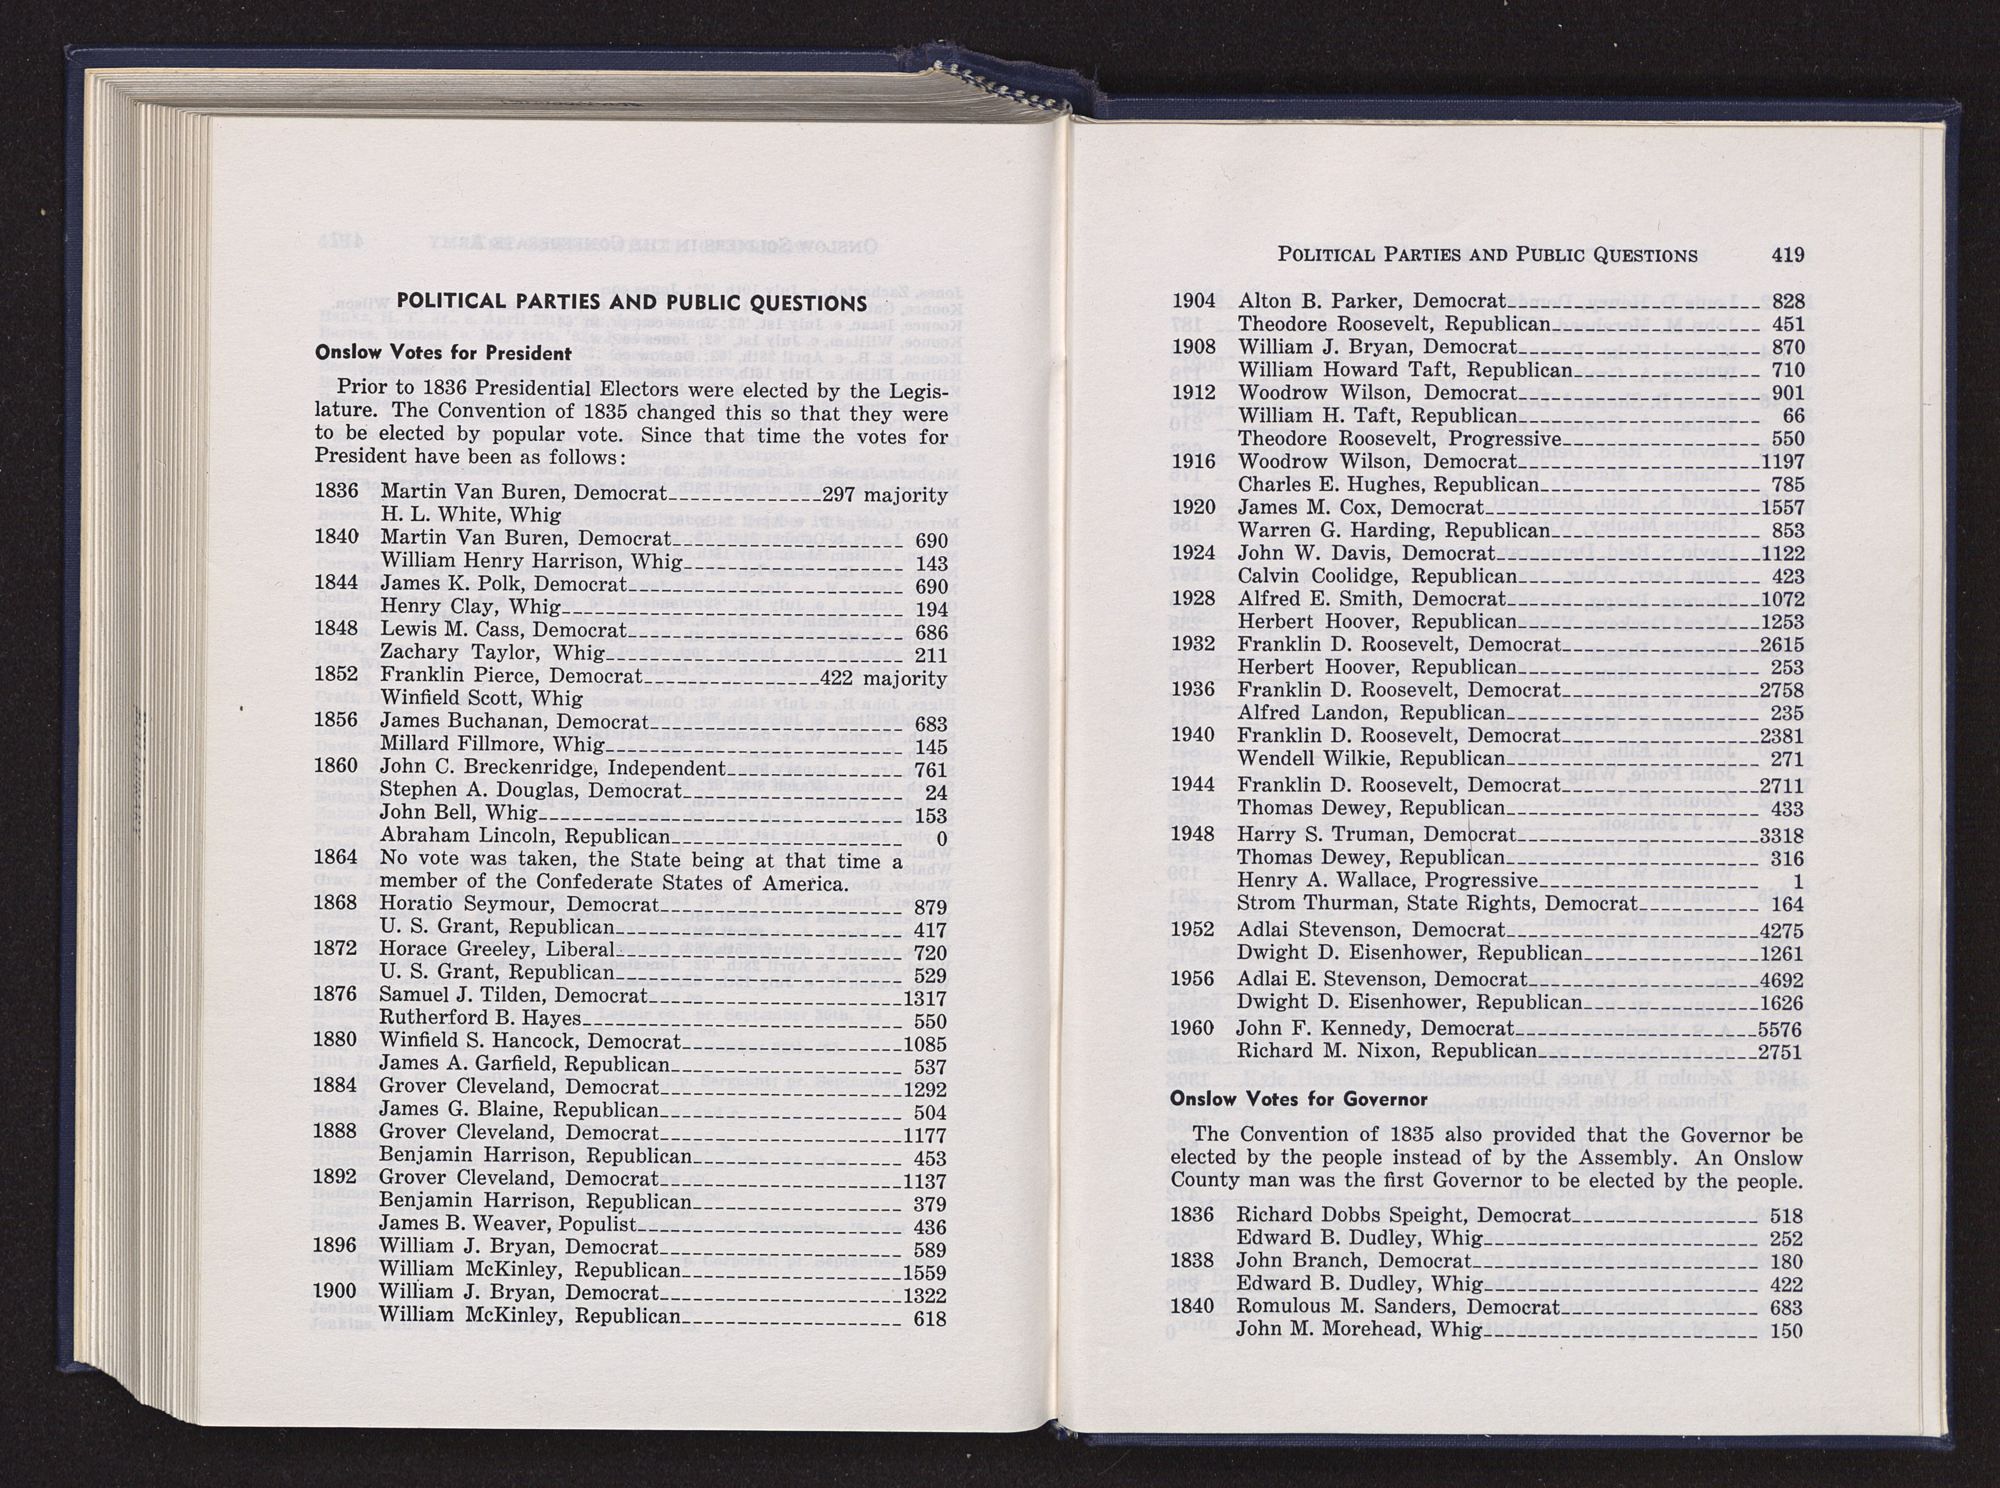 POLITICAL PARTIES AND PUBLIC QUESTIONS
Onslow Votes for President
Prior to 1836 Presidential Electors were elected by the Legis-
lature. The Convention of 1835 changed this so that they were
to be elected by popular vote. Since that time the votes for
President have been as follows:
1836 Martin Van Buren, Democrat 297 majority
H. L. White, Whig
1840 Martin Van Buren, Democrat 690
William Henry Harrison, Whig 143
1844 James K. Polk, Democrat 690
Henry Clay, Whig 194
1848 Lewis M. Cass, Democrat 686
Zachary Taylor, Whig 211
1852 Franklin Pierce, Democrat 422 majority
Winfield Scott, Whig
1856 James Buchanan, Democrat 683
Millard Fillmore, Whig 145
1860 John C. Breckenridge, Independent 761
Stephen A. Douglas, Democrat 24
John Bell, Whig 153
Abraham Lincoln, Republican 0
1864 No vote was taken, the State being at that time a
member of the Confederate States of America.
1868 Horatio Seymour, Democrat 879
U. S. Grant, Republican 417
1872 Horace Greeley, Liberal 720
U. S. Grant, Republican 529
1876 Samuel J. Tilden, Democrat 1317
Rutherford B. Hayes 550
1880 Winfield S. Hancock, Democrat 1085
James A. Garfield, Republican 537
1884 Grover Cleveland, Democrat 1292
James G. Blaine, Republican 504
1888 Grover Cleveland, Democrat 1177
Benjamin Harrison, Republican 453
1892 Grover Cleveland, Democrat 1137
Benjamin Harrison, Republican 379
James B. Weaver, Populist 436
1896 William J. Bryan, Democrat 589
William McKinley, Republican 1559
1900 William J. Bryan, Democrat 1322
William McKinley, Republican 618
POLITICAL PARTIES AND PUBLIC QUESTIONS 419
1904 Alton B. Parker, Democrat 828
Theodore Roosevelt, Republican 451
1908 William J. Bryan, Democrat 870
William Howard Taft, Republican 710
1912 Woodrow Wilson, Democrat 901
William H. Taft, Republican 66
Theodore Roosevelt, Progressive 550
1916 Woodrow Wilson, Democrat 1197
Charles E. Hughes, Republican 785
1920 James M. Cox, Democrat 1557
Warren G. Harding, Republican 853
1924 John W. Davis, Democrat 1122
Calvin Coolidge, Republican 423
1928 Alfred E. Smith, Democrat 1072
Herbert Hoover, Republican 1253
1932 Franklin D. Roosevelt, Democrat 2615
Herbert Hoover, Republican 253
1936 Franklin D. Roosevelt, Democrat 2758
Alfred Landon, Republican 235
1940 Franklin D. Roosevelt, Democrat 2381
Wendell Wilkie, Republican 271
1944 Franklin D. Roosevelt, Democrat 2711
Thomas Dewey, Republican 433
1948 Harry S. Truman, Democrat 3318
Thomas Dewey, Republican 316
Henry A. Wallace, Progressive 1
Strom Thurman, State Rights, Democrat 164
1952 Adlai Stevenson, Democrat 4275
Dwight D. Eisenhower, Republican 1261
1956 Adlai E. Stevenson, Democrat 4692
Dwight D. Eisenhower, Republican 1626
1960 John F. Kennedy, Democrat 5576
Richard M. Nixon, Republican 2751
Onslow Votes for Governor
The Convention of 1835 also provided that the Governor be
elected by the people instead of by the Assembly. An Onslow
County man was the first Governor to be elected by the people.
1836 Richard Dobbs Speight, Democrat 518
Edward B. Dudley, Whig 252
1838 John Branch, Democrat 180
Edward B. Dudley, Whig 422
1840 Romulous M. Sanders, Democrat 683
John M. Morehead, Whig 150